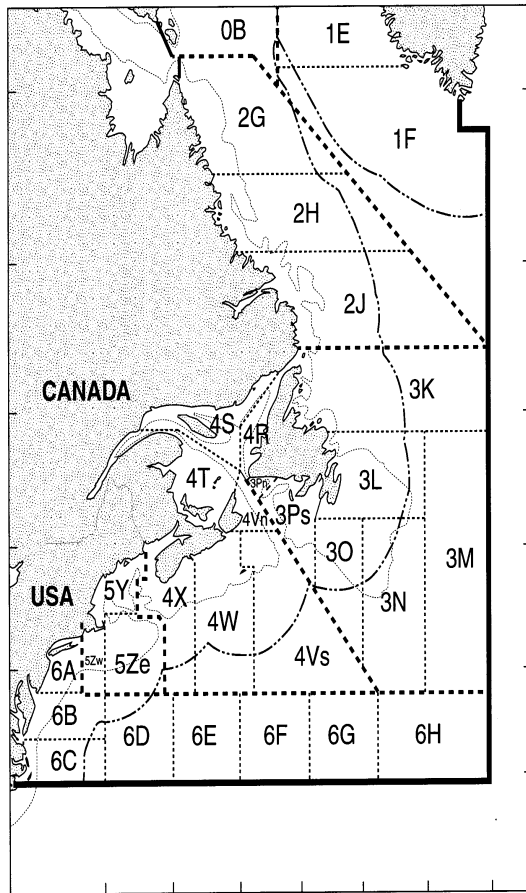 0B
1E
2G
1F
2H
2J
CANADA
3K
4S
4R
4T
3Pn
3L
4Vn
3Ps
3O
3M
USA
5Y
4X
3N
4W
4Vs
5Zw
5Ze
6A
6B
6D
6E
6F
6G
6H
6C